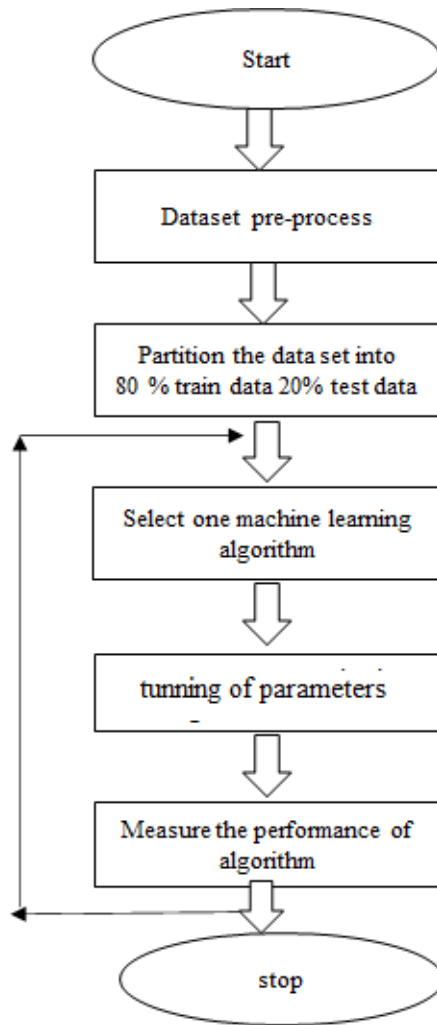 Start
Dataset pre-process
Partition the data set into
80 % train data 20% test data
Select one machine learning
algorithm
tunning of parameters
Measure the performance of
algorithm
stop